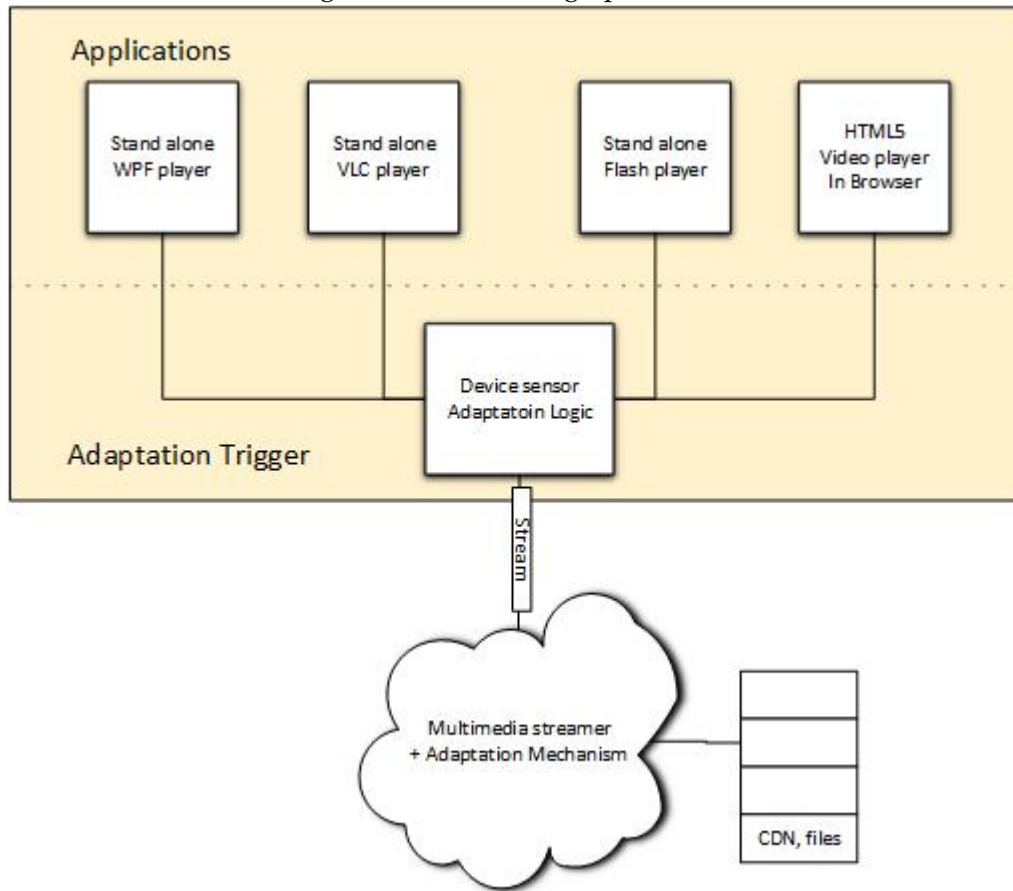 Applications
Stand alone
WPF player
Stand alone
VLC player
Stand alone
Flash player
HTML5
Video player
In Browser
Device sensor
Adaptatoin Logic
Adaptation Trigger
Stream
Multimedia streamer
+ Adaptation Mechanism
CDN, files